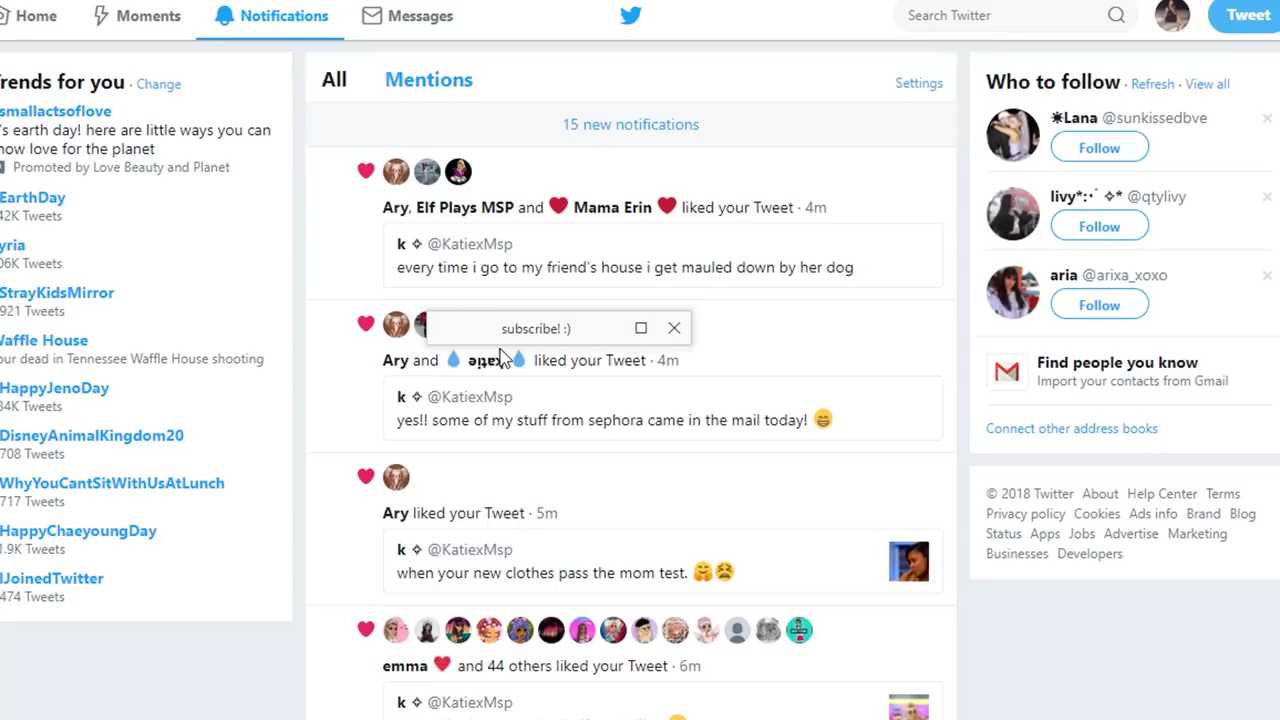 Home
Moments
Notifications
Messages
Search Twitter
Tweet
rends for you · Change
smallactsoflove
's earth day! here are little ways you can
now love for the planet
Promoted by Love Beauty and Planet
EarthDay
42K Tweets
yria
06K Tweets
StrayKidsMirror
921 Tweets
affle House
our dead in Tennessee Waffle House shooting
HappyJenoDay
34K Tweets
DisneyAnimalKingdom20
708 Tweets
WhyYouCantSitWithUsAtLunch
717 Tweets
HappyChaeyoungDay
1.9K Tweets
IJoinedTwitter
474 Tweets
All
Mentions
Settings
15 new notifications
Ary, Elf Plays MSP and ❤ Mama Erin ❤ liked your Tweet · 4m
k ✧ @KatiexMsp
every time i go to my friend's house i get mauled down by her dog
subscribe! :)
Ary and 💧 💧 liked your Tweet · 4m
k ✧ @KatiexMsp
yes!! some of my stuff from sephora came in the mail today! 😁
Ary liked your Tweet · 5m
k ✧ @KatiexMsp
when your new clothes pass the mom test. 🤗😫
emma ❤ and 44 others liked your Tweet · 6m
k ✧ @KatiexMsp
Who to follow · Refresh · View all
☀Lana @sunkissedbve
Follow
livy*:･ﾟ✧* @qtylivy
Follow
aria @arixa_xoxo
Follow
Find people you know
Import your contacts from Gmail
Connect other address books
© 2018 Twitter About Help Center Terms
Privacy policy Cookies Ads info Brand Blog
Status Apps Jobs Advertise Marketing
Businesses Developers